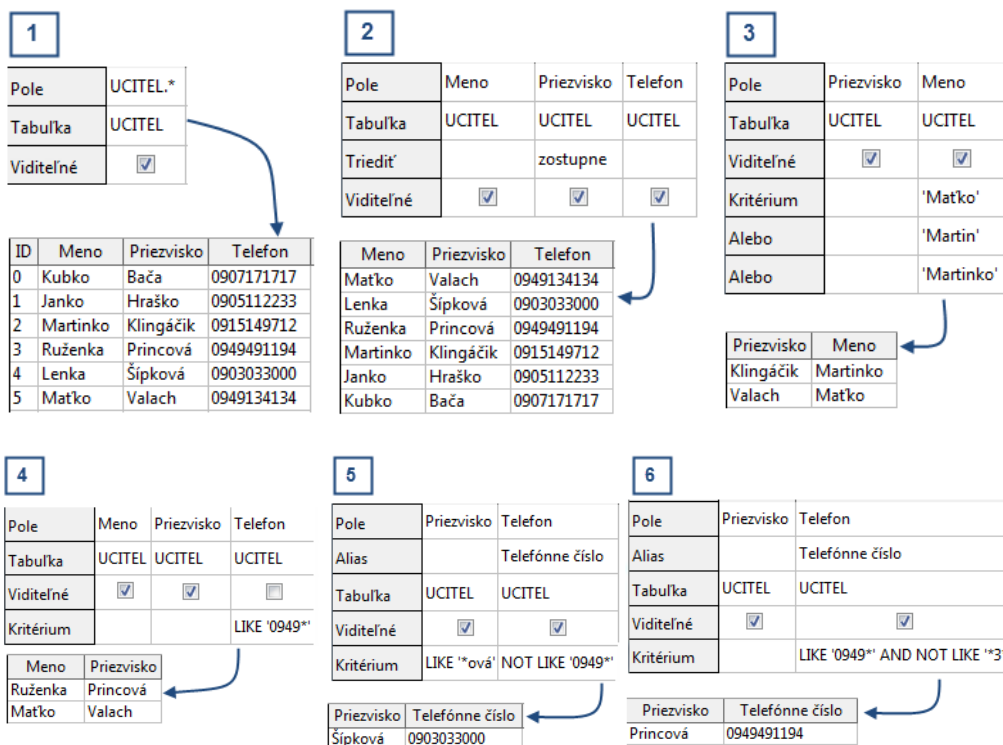 1
Pole UCITEL.*
Tabuľka UCITEL
Viditeľné
ID Meno Priezvisko Telefon
0 Kubko Bača 0907171717
1 Janko Hraško 0905112233
2 Martinko Klingáčik 0915149712
3 Ruženka Princová 0949491194
4 Lenka Šípková 0903033000
5 Maťko Valach 0949134134
2
Pole Meno Priezvisko Telefon
Tabuľka UCITEL UCITEL UCITEL
Triediť zostupne
Viditeľné
Meno Priezvisko Telefon
Maťko Valach 0949134134
Lenka Šípková 0903033000
Ruženka Princová 0949491194
Martinko Klingáčik 0915149712
Janko Hraško 0905112233
Kubko Bača 0907171717
3
Pole Priezvisko Meno
Tabuľka UCITEL UCITEL
Viditeľné
Kritérium 'Maťko'
Alebo 'Martin'
Alebo 'Martinko'
Priezvisko Meno
Klingáčik Martinko
Valach Maťko
4
Pole Meno Priezvisko Telefon
Tabuľka UCITEL UCITEL UCITEL
Viditeľné
Kritérium LIKE '0949*'
Meno Priezvisko
Ruženka Princová
Maťko Valach
5
Pole Priezvisko Telefon
Alias Telefónne číslo
Tabuľka UCITEL UCITEL
Viditeľné
Kritérium LIKE '*ová' NOT LIKE '0949*'
Priezvisko Telefónne číslo
Šípková 0903033000
6
Pole Priezvisko Telefon
Alias Telefónne číslo
Tabuľka UCITEL UCITEL
Viditeľné
Kritérium LIKE '0949*' AND NOT LIKE '*3*
Priezvisko Telefónne číslo
Princová 0949491194